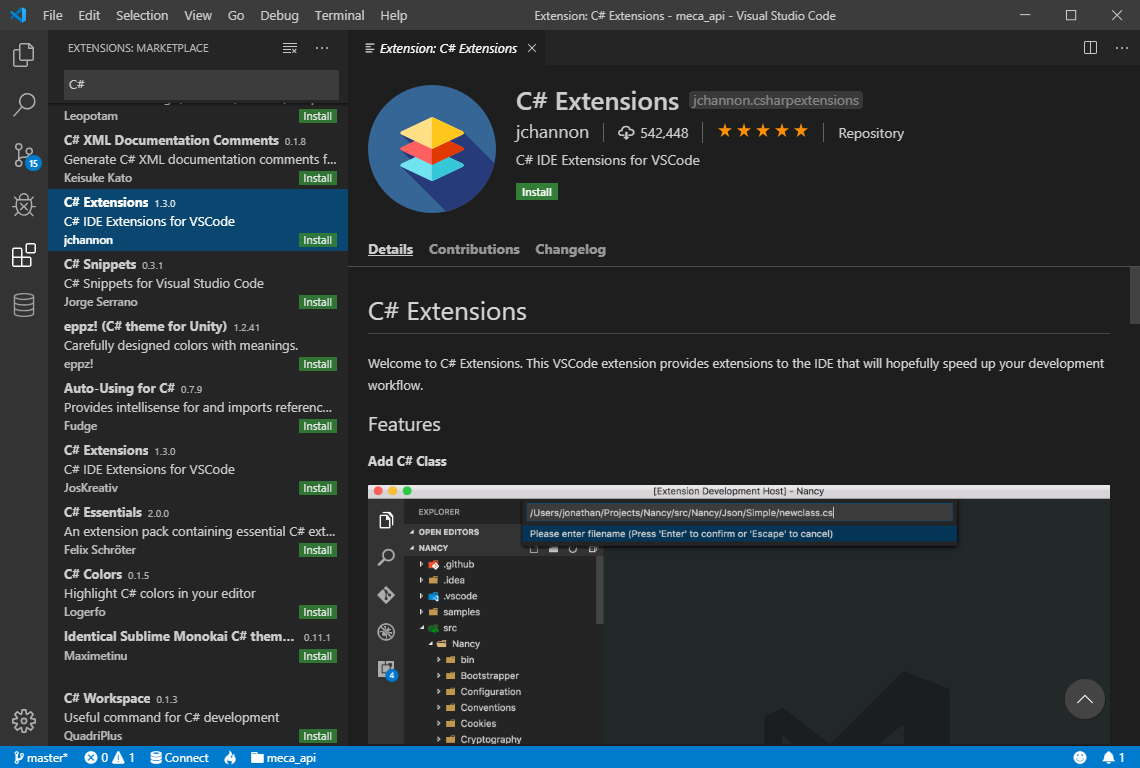 File Edit Selection View Go Debug Terminal Help
Extension: C# Extensions - meca_api - Visual Studio Code
EXTENSIONS: MARKETPLACE
C#
Leopotam
Install
C# XML Documentation Comments 0.1.8
Generate C# XML documentation comments f...
Keisuke Kato
Install
C# Extensions 1.3.0
C# IDE Extensions for VSCode
jchannon
Install
C# Snippets 0.3.1
C# Snippets for Visual Studio Code
Jorge Serrano
Install
eppz! (C# theme for Unity) 1.2.41
Carefully designed colors with meanings.
eppz!
Install
Auto-Using for C# 0.7.9
Provides intellisense for and imports referenc...
Fudge
Install
C# Extensions 1.3.0
C# IDE Extensions for VSCode
JosKreativ
Install
C# Essentials 2.0.0
An extension pack containing essential C# ext...
Felix Schröter
Install
C# Colors 0.1.5
Highlight C# colors in your editor
Logerfo
Install
Identical Sublime Monokai C# them... 0.11.1
Maximetinu
Install
C# Workspace 0.1.3
Useful command for C# development
QuadriPlus
Install
15
Extension: C# Extensions
C# Extensions jchannon.csharpextensions
jchannon 542,448 Repository
C# IDE Extensions for VSCode
Install
Details Contributions Changelog
C# Extensions
Welcome to C# Extensions. This VSCode extension provides extensions to the IDE that will hopefully speed up your development
workflow.
Features
Add C# Class
[Extension Development Host] - Nancy
EXPLORER
/Users/jonathan/Projects/Nancy/src/Nancy/Json/Simple/newclass.cs
Please enter filename (Press 'Enter' to confirm or 'Escape' to cancel)
OPEN EDITORS
NANCY
.github
.idea
.vscode
samples
src
Nancy
bin
Bootstrapper
Configuration
Conventions
Cookies
Cryptography
4
master* 0 1 Connect meca_api 1